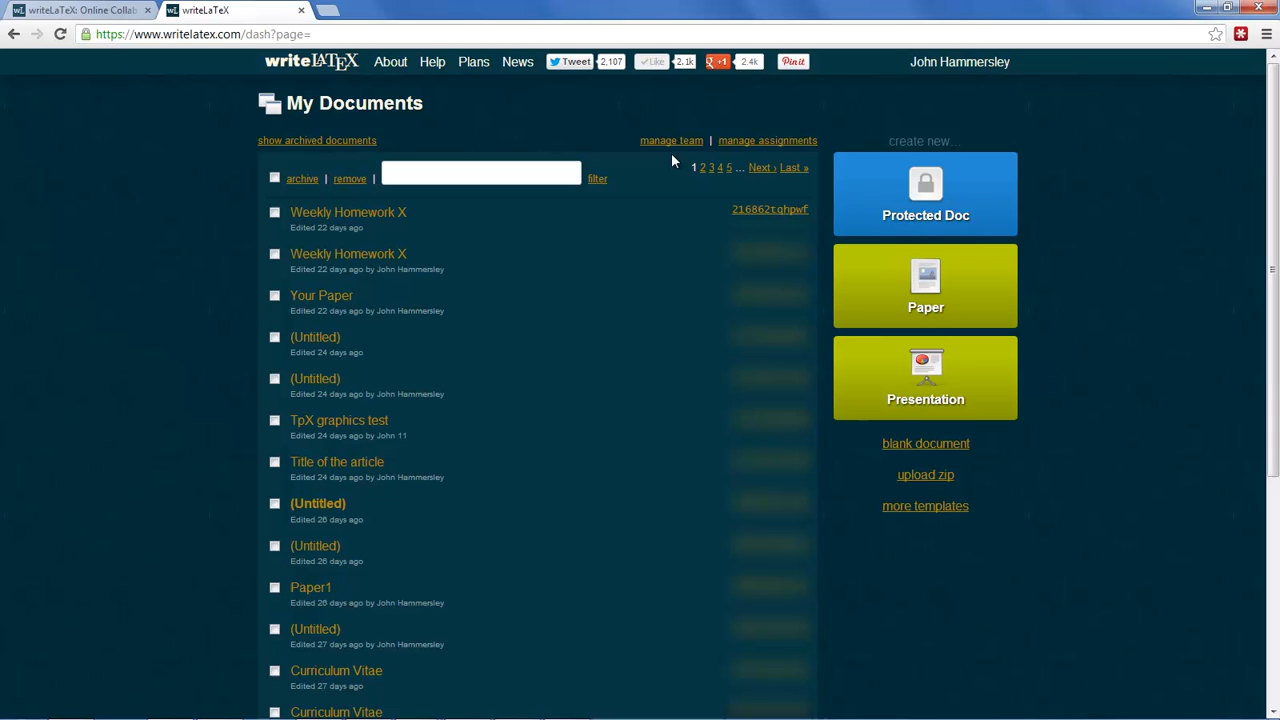 writeLaTeX: Online Collab
writeLaTeX
https://www.writelatex.com/dash?page=
writeLATEX About Help Plans News Tweet 2,107 Like 2.1k +1 2.4k Pin it John Hammersley
My Documents
show archived documents manage team | manage assignments create new...
1 2 3 4 5 ... Next › Last »
archive | remove | filter
Weekly Homework X 216862tqhpwf
Edited 22 days ago
Weekly Homework X
Edited 22 days ago by John Hammersley
Your Paper
Edited 22 days ago by John Hammersley
(Untitled)
Edited 24 days ago
(Untitled)
Edited 24 days ago by John Hammersley
TpX graphics test
Edited 24 days ago by John 11
Title of the article
Edited 24 days ago by John Hammersley
(Untitled)
Edited 26 days ago
(Untitled)
Edited 26 days ago
Paper1
Edited 26 days ago by John Hammersley
(Untitled)
Edited 27 days ago by John Hammersley
Curriculum Vitae
Edited 27 days ago
Curriculum Vitae
Protected Doc
Paper
Presentation
blank document
upload zip
more templates